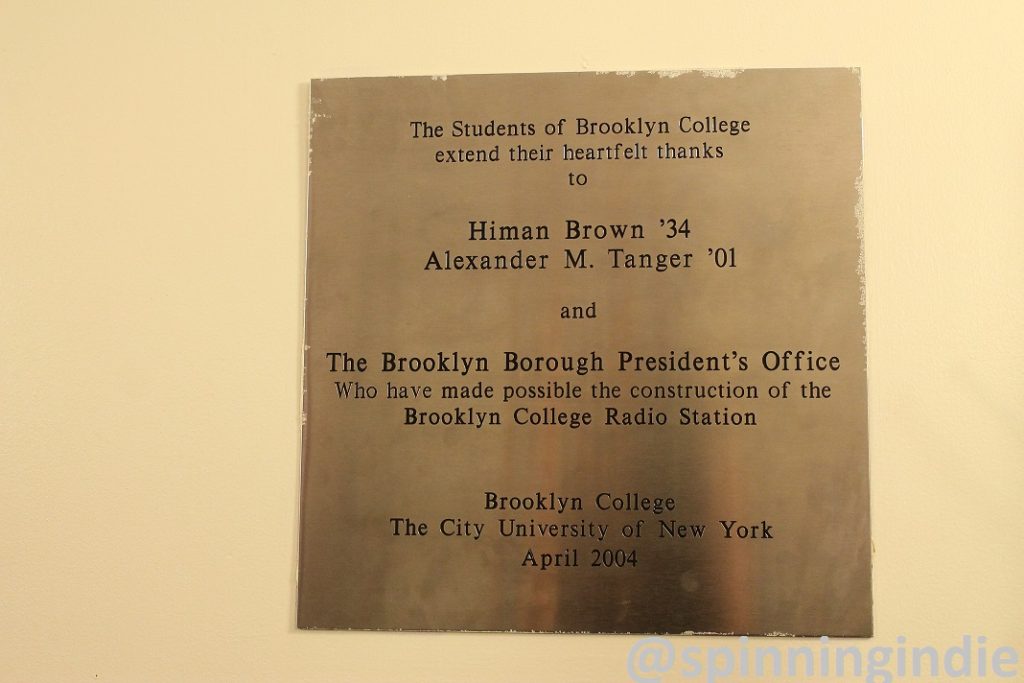 The Students of Brooklyn College
extend their heartfelt thanks
to
Himan Brown ’34
Alexander M. Tanger ’01
and
The Brooklyn Borough President’s Office
Who have made possible the construction of the
Brooklyn College Radio Station
Brooklyn College
The City University of New York
April 2004
@spinningindie